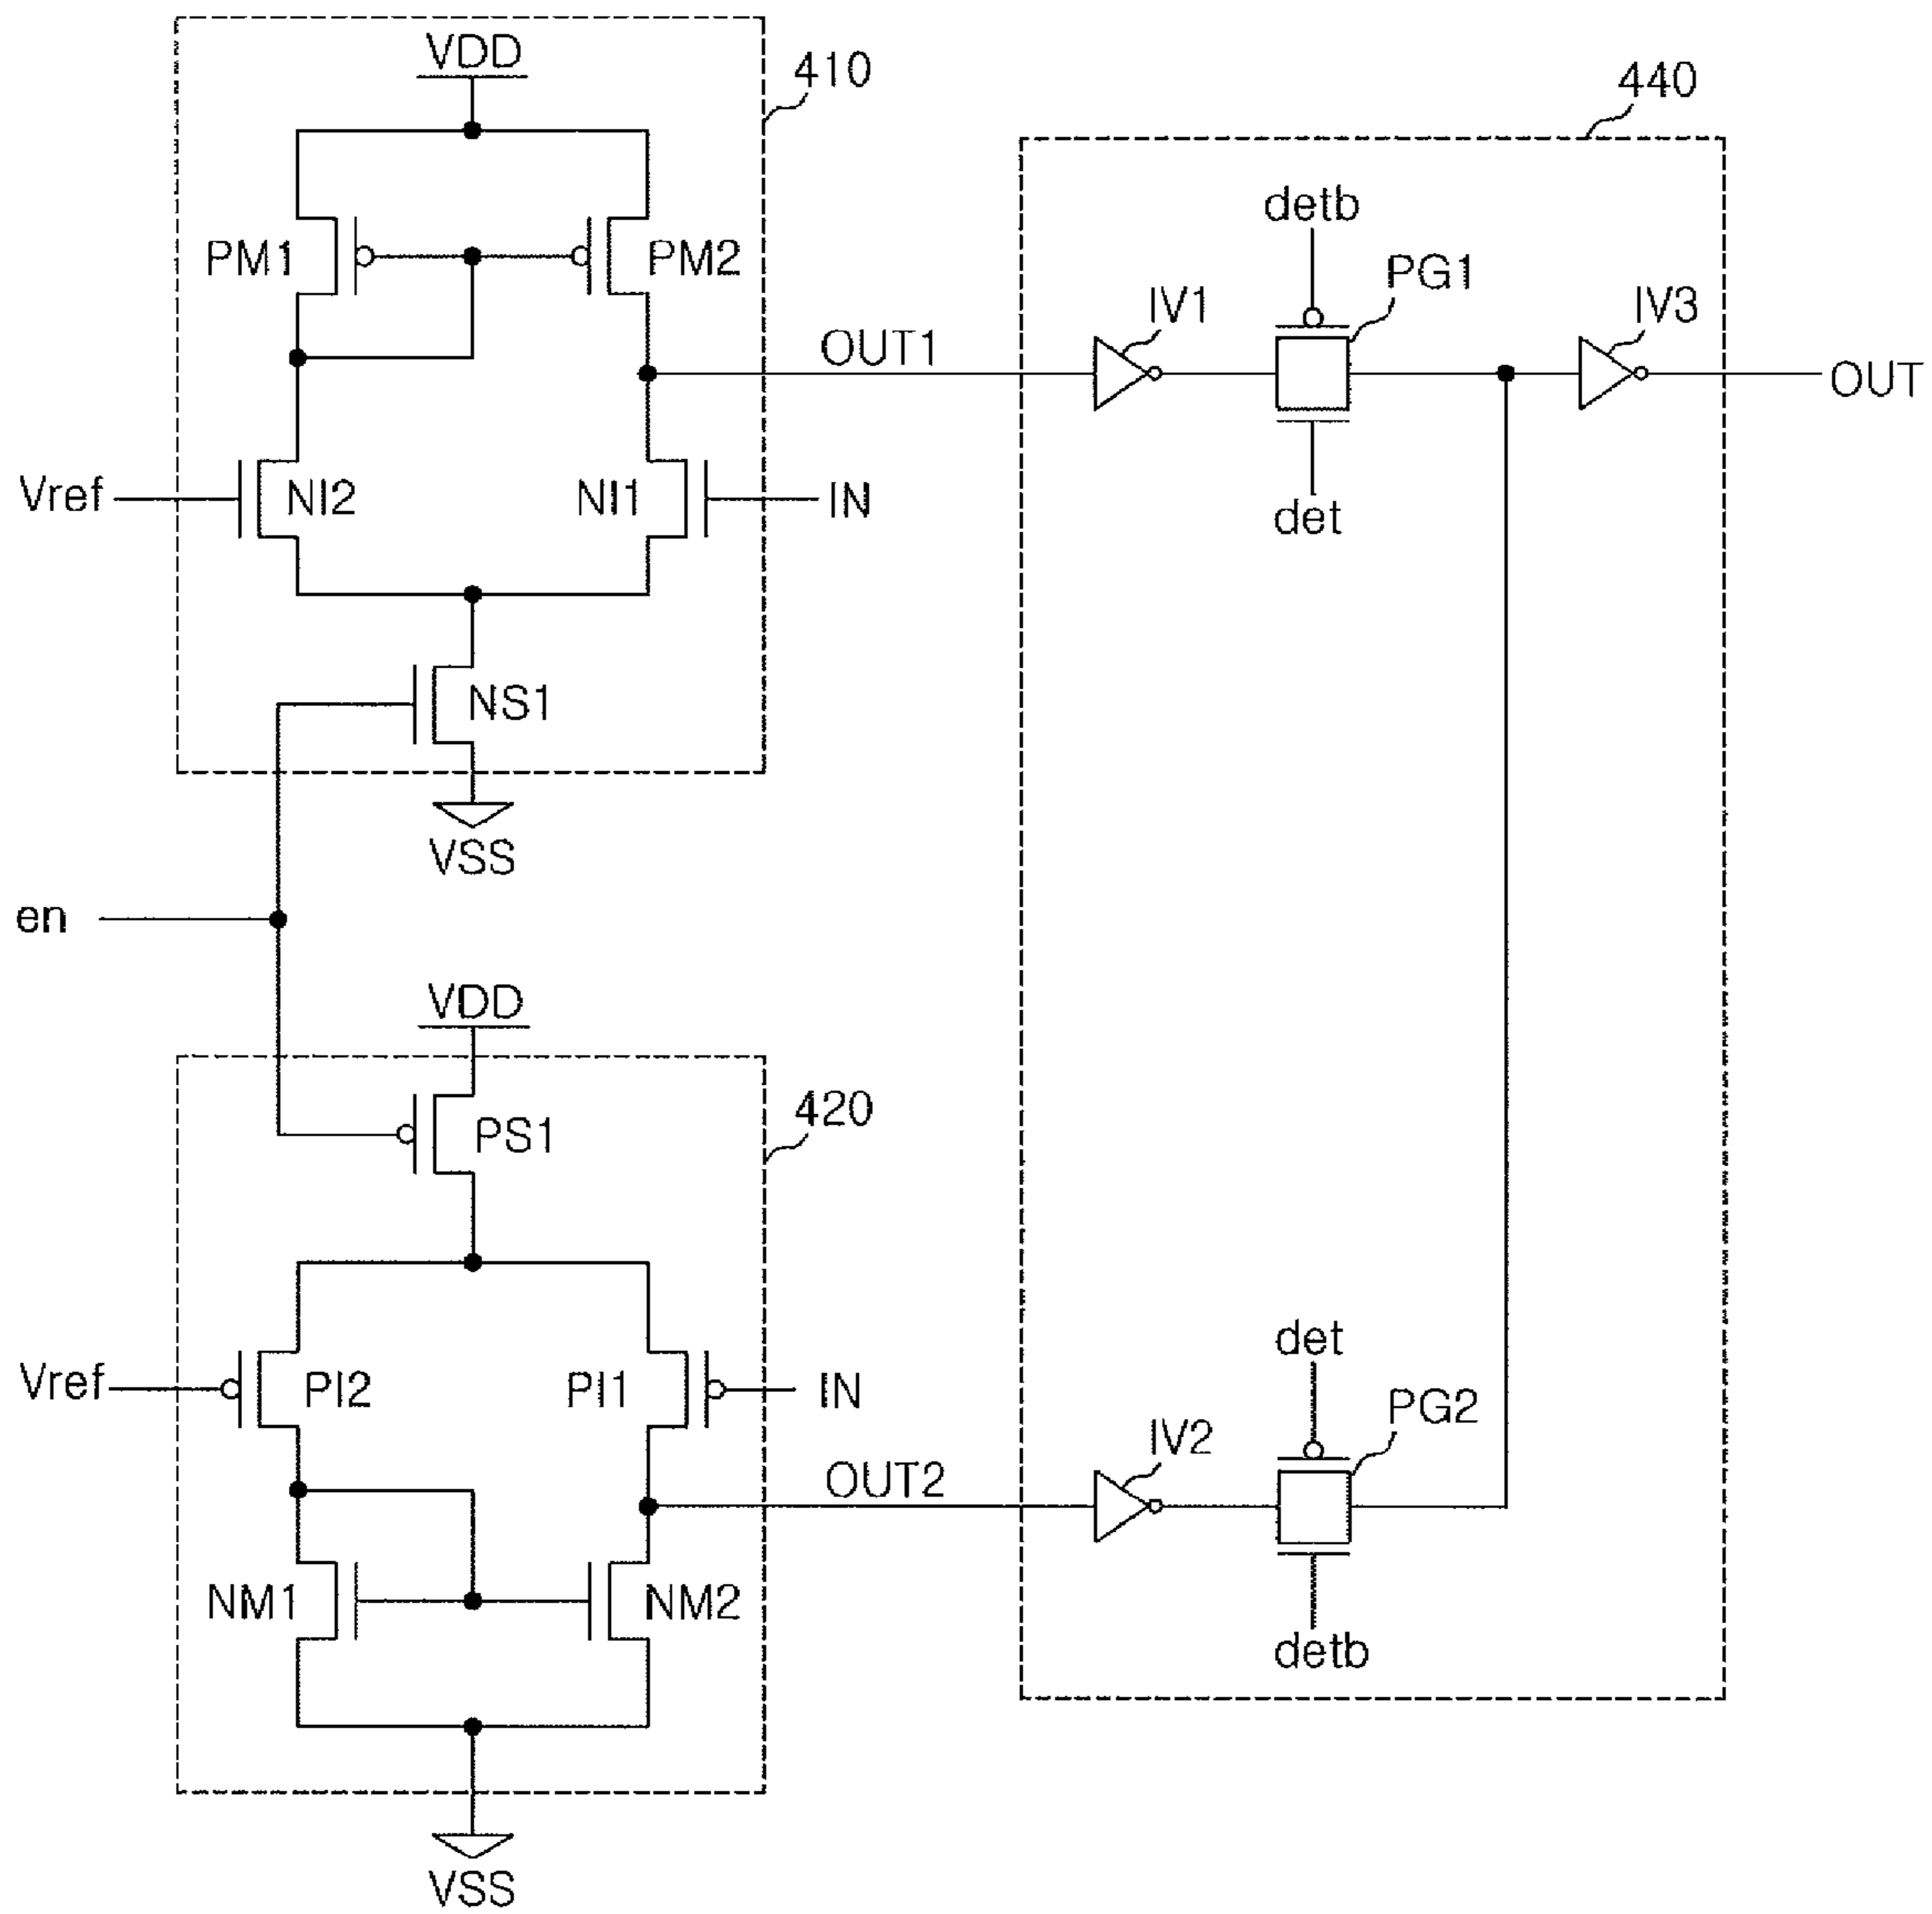 VDD
410
440
detb
PM1
PM2
PG1
IV1
IV3
OUT1
OUT
Vref
NI2
NI1
IN
det
NS1
VSS
en
VDD
420
PS1
det
Vref
PI2
PI1
IN
PG2
IV2
OUT2
NM1
NM2
detb
VSS